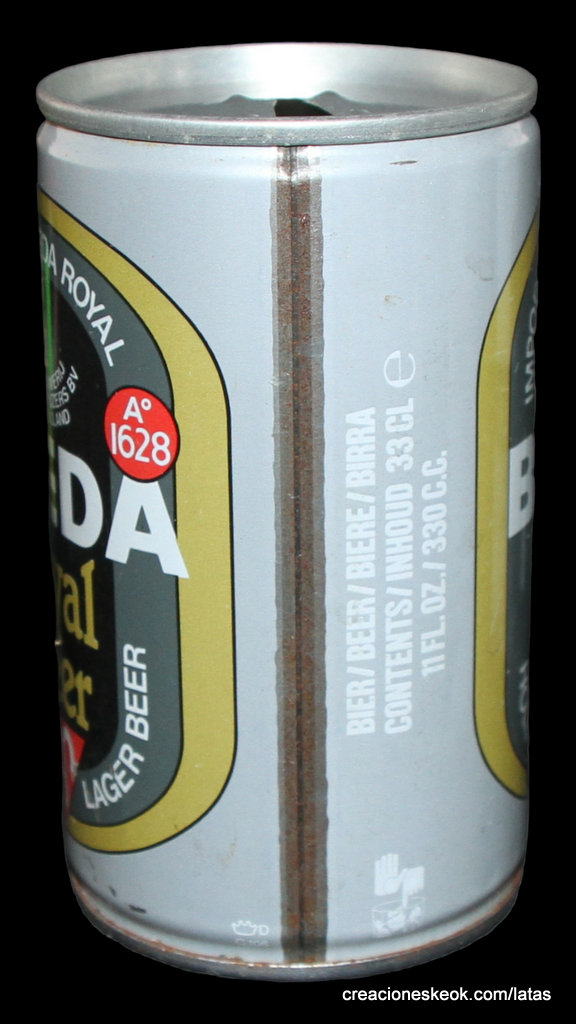 DA ROYAL
A° 1628
DA
LAGER BEER
BIER/BEER/BIERE/BIRRA
CONTENTS/INHOUD 33 CL ℮
11 FL. OZ./ 330 C.C.
B
D
creacioneskeok.com/latas